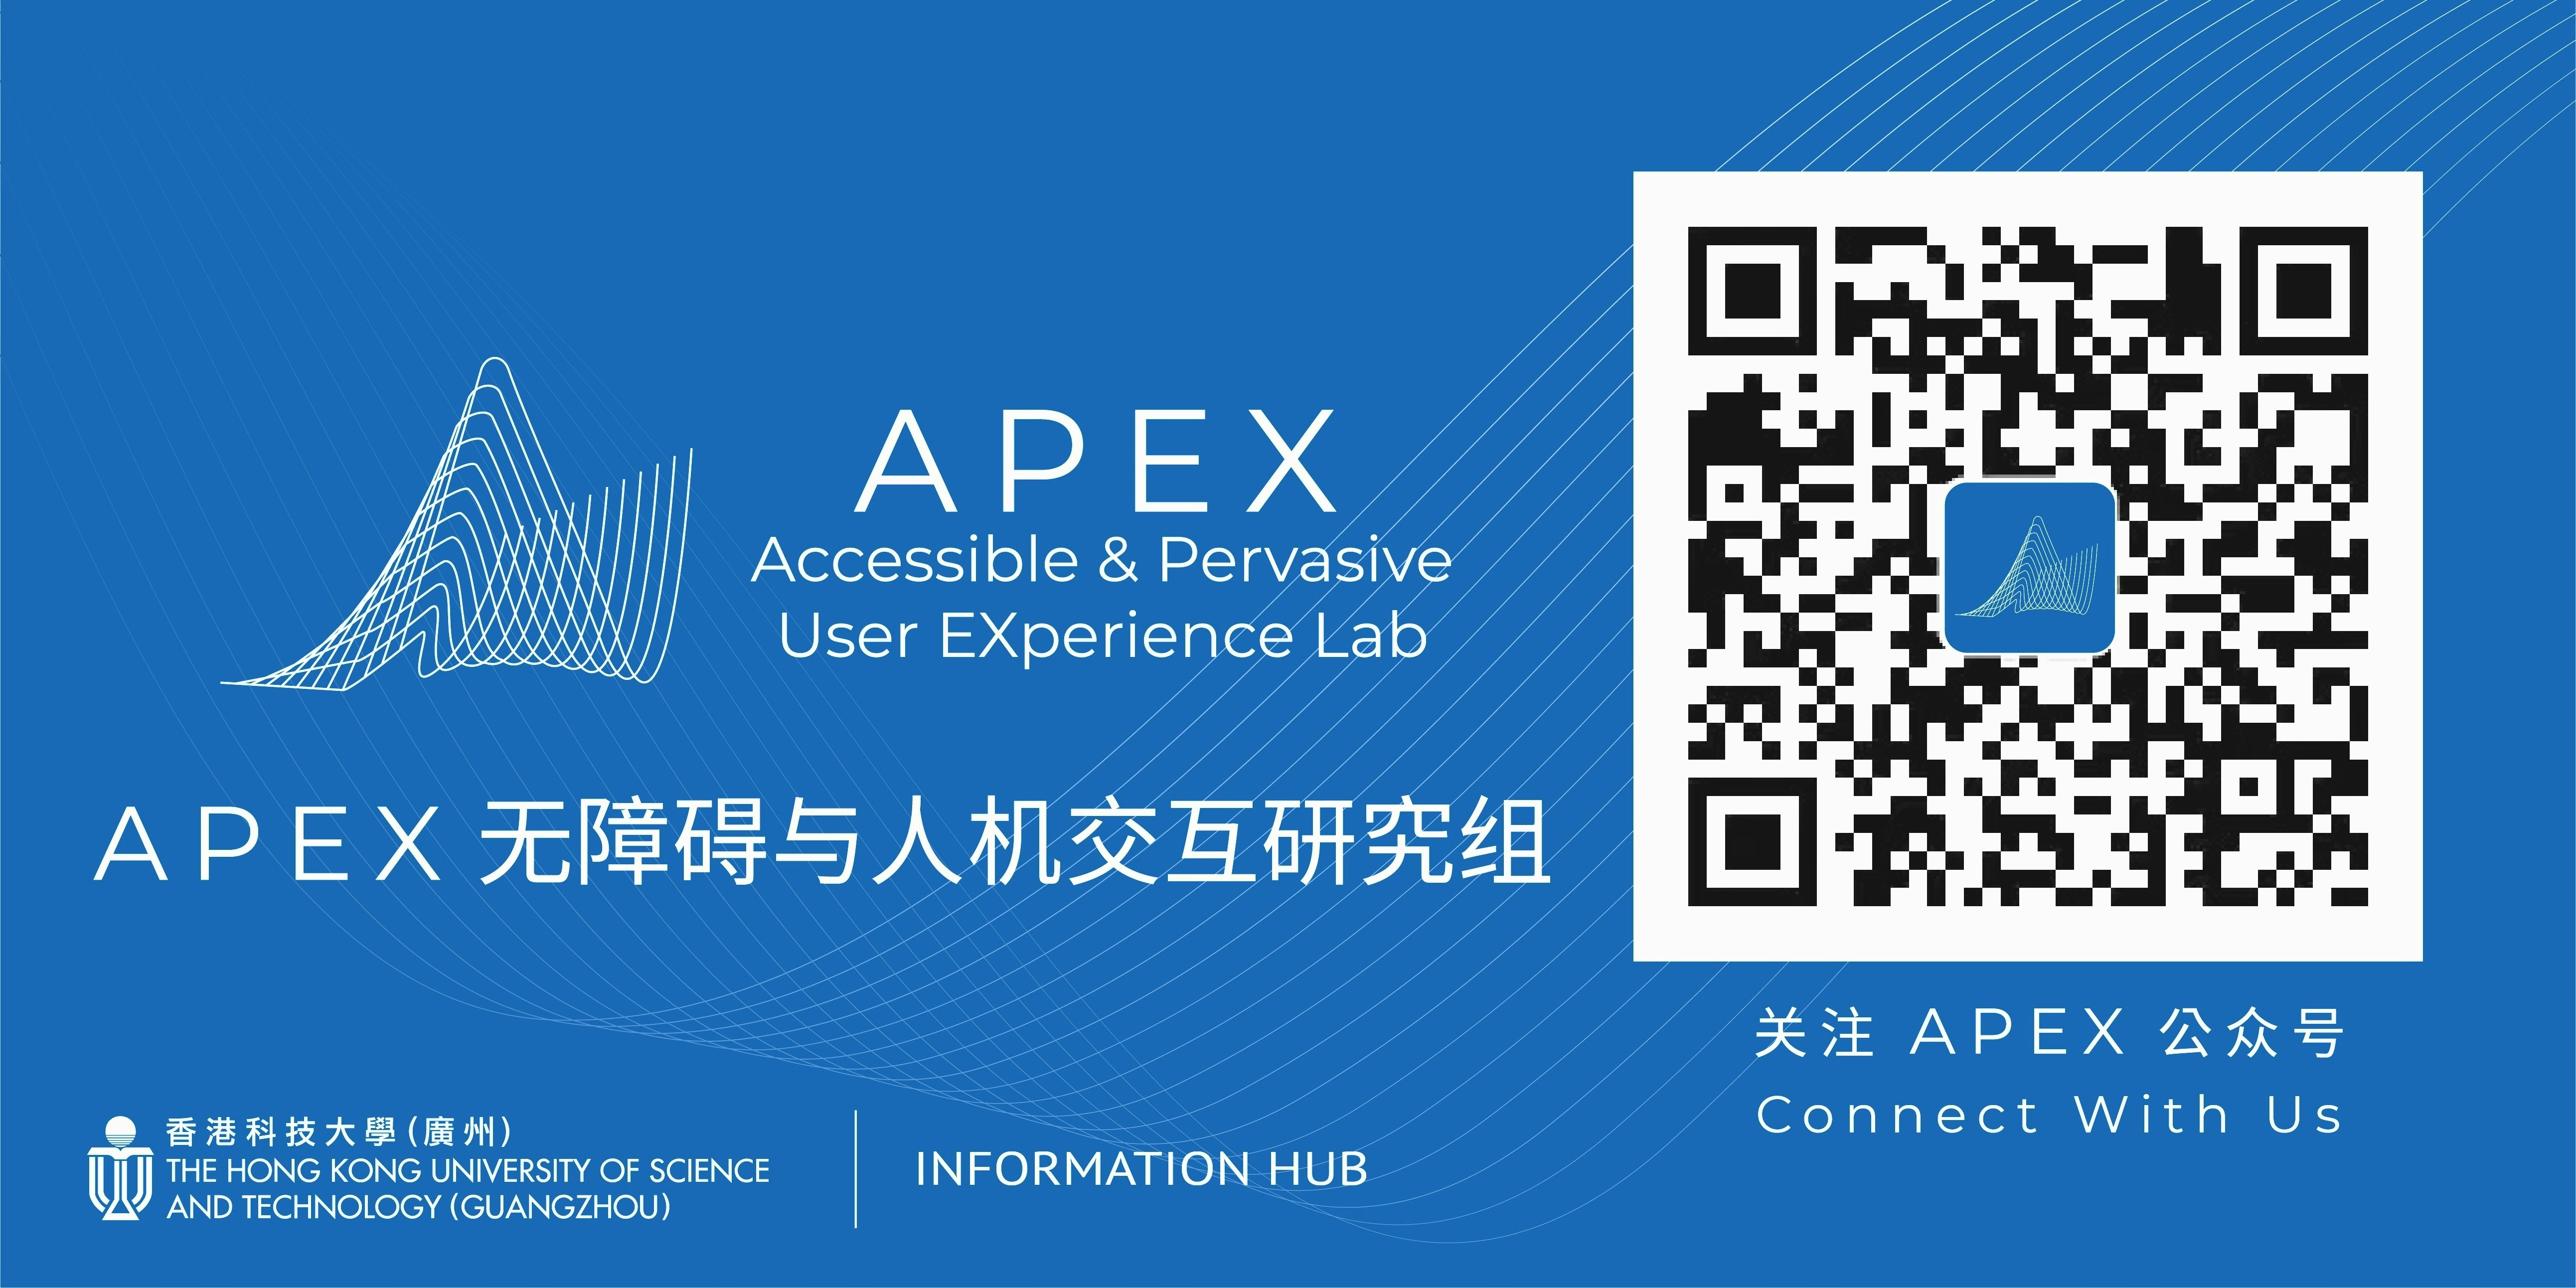 APEX
Accessible & Pervasive
User EXperience Lab
APEX 无障碍与人机交互研究组
香港科技大學(廣州)
THE HONG KONG UNIVERSITY OF SCIENCE
AND TECHNOLOGY (GUANGZHOU)
INFORMATION HUB
关注 APEX 公众号
Connect With Us